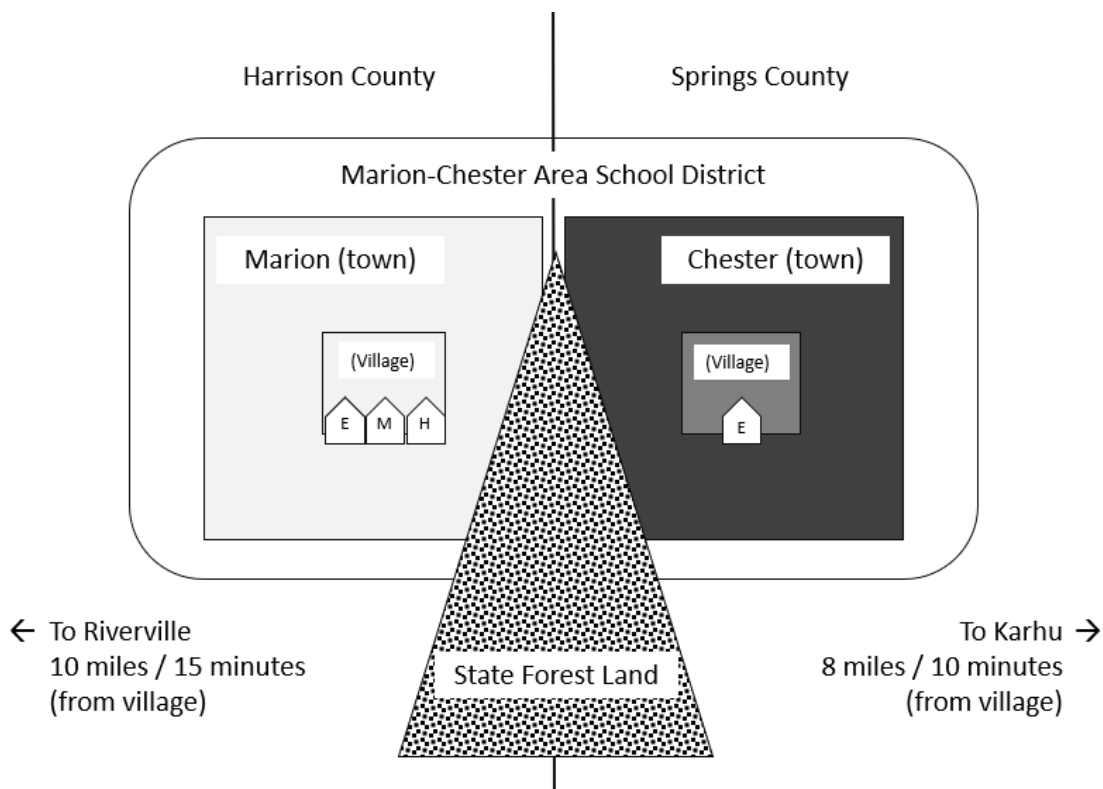 Harrison County
Springs County
Marion-Chester Area School District
Marion (town)
Chester (town)
(Village)
(Village)
E
M
H
E
← To Riverville
10 miles / 15 minutes
(from village)
To Karhu →
8 miles / 10 minutes
(from village)
State Forest Land